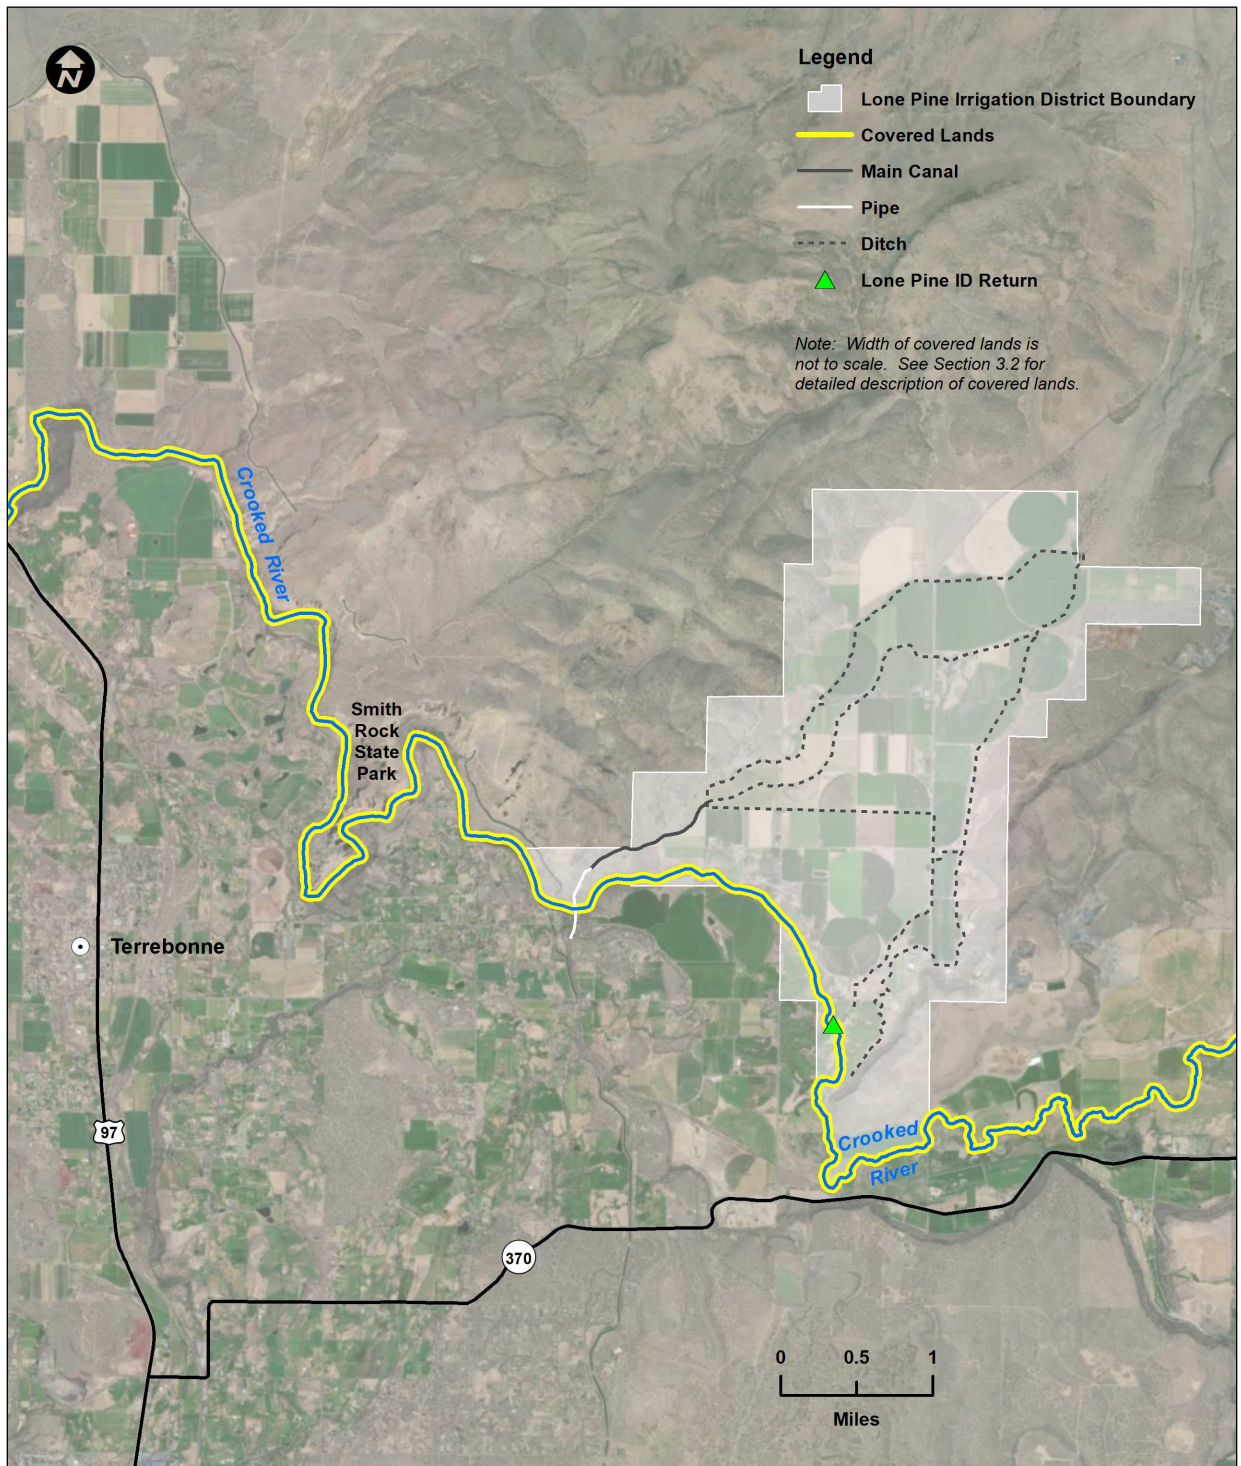 N
Legend
Lone Pine Irrigation District Boundary
Covered Lands
Main Canal
Pipe
Ditch
Lone Pine ID Return
Note: Width of covered lands is
not to scale. See Section 3.2 for
detailed description of covered lands.
Crooked River
Smith
Rock
State
Park
Terrebonne
97
Crooked
River
370
0 0.5 1
Miles